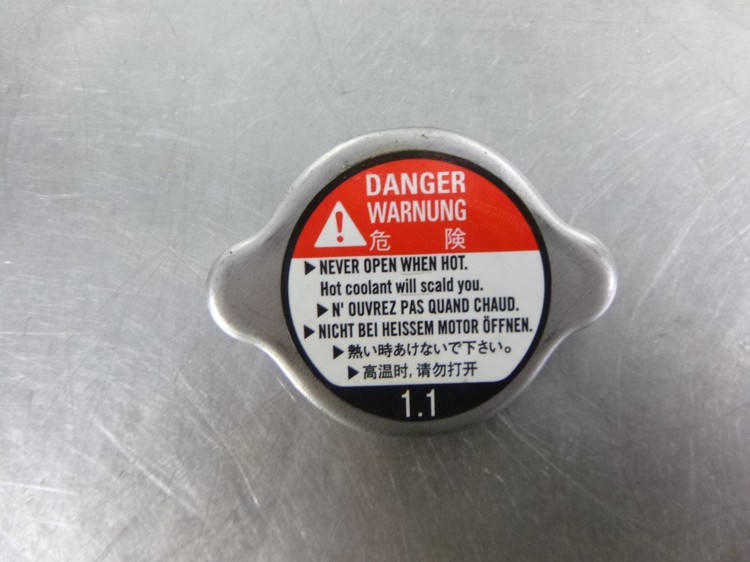 DANGER
WARNUNG
危 険
▶ NEVER OPEN WHEN HOT.
Hot coolant will scald you.
▶ N' OUVREZ PAS QUAND CHAUD.
▶ NICHT BEI HEISSEM MOTOR ÖFFNEN.
▶ 熱い時あけないで下さい。
▶ 高温时,请勿打开
1.1